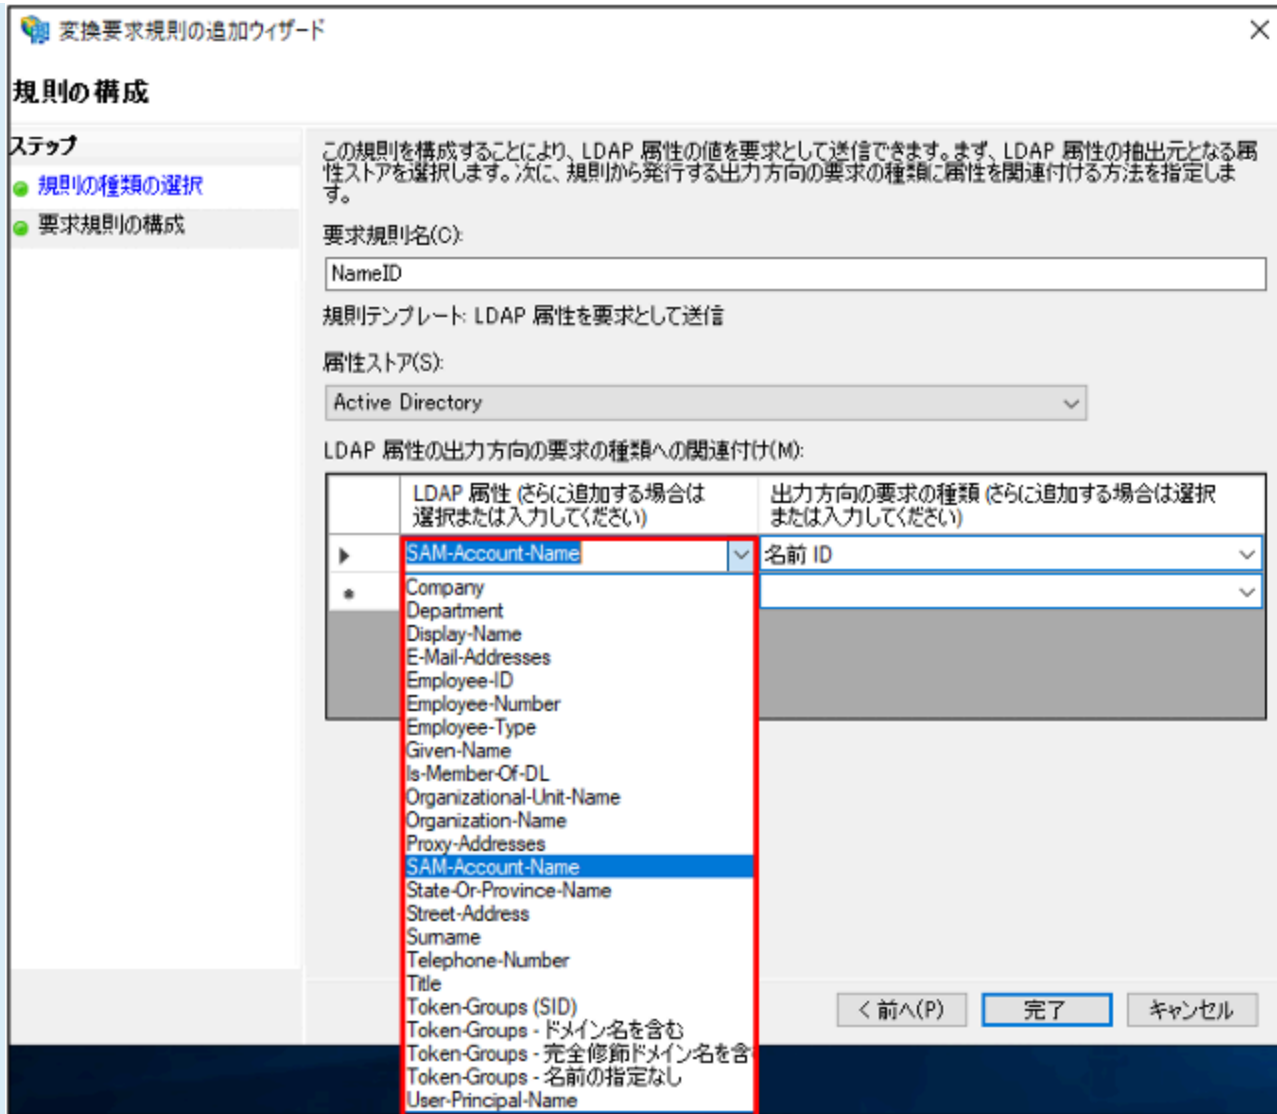 変換要求規則の追加ウィザード
規則の構成
ステップ
規則の種類の選択
要求規則の構成
この規則を構成することにより、LDAP 属性の値を要求として送信できます。まず、LDAP 属性の抽出元となる属
性ストアを選択します。次に、規則から発行する出力方向の要求の種類に属性を関連付ける方法を指定しま
す。
要求規則名(C):
NameID
規則テンプレート: LDAP 属性を要求として送信
属性ストア(S):
Active Directory
LDAP 属性の出力方向の要求の種類への関連付け(M):
LDAP 属性 (さらに追加する場合は
選択または入力してください)
出力方向の要求の種類 (さらに追加する場合は選択
または入力してください)
SAM-Account-Name
名前 ID
Company
Department
Display-Name
E-Mail-Addresses
Employee-ID
Employee-Number
Employee-Type
Given-Name
Is-Member-Of-DL
Organizational-Unit-Name
Organization-Name
Proxy-Addresses
SAM-Account-Name
State-Or-Province-Name
Street-Address
Surname
Telephone-Number
Title
Token-Groups (SID)
Token-Groups - ドメイン名を含む
Token-Groups - 完全修飾ドメイン名を含
Token-Groups - 名前の指定なし
User-Principal-Name
< 前へ(P)
完了
キャンセル